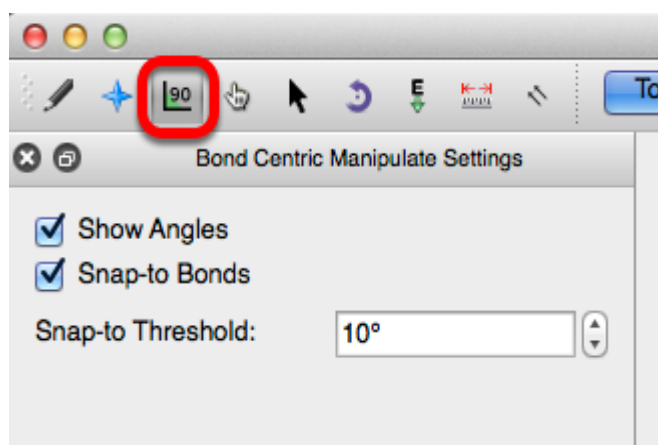 90 E To
Bond Centric Manipulate Settings
Show Angles
Snap-to Bonds
Snap-to Threshold: 10°